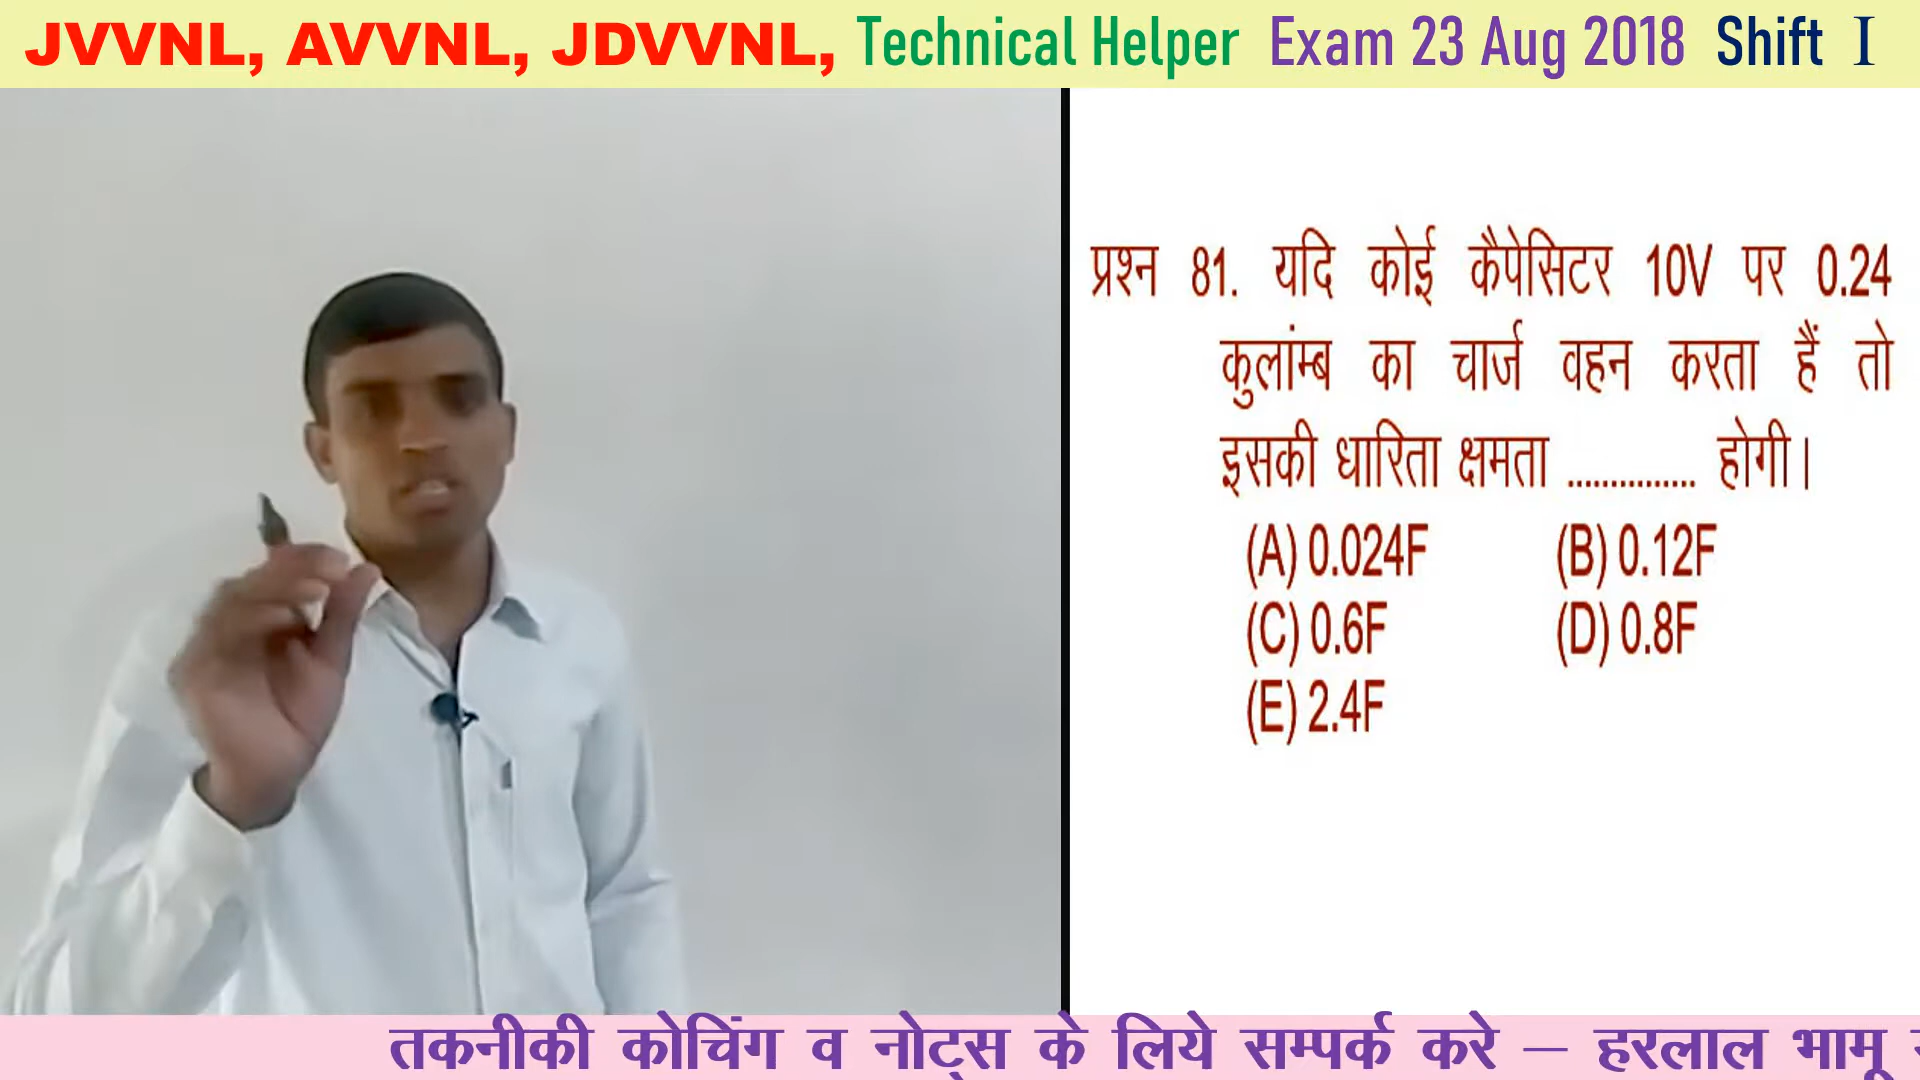 JVVNL, AVVNL, JDVVNL, Technical Helper Exam 23 Aug 2018 Shift I
प्रश्न 81. यदि कोई कैपेसिटर 10V पर 0.24
कुलांम्ब का चार्ज वहन करता हैं तो
इसकी धारिता क्षमता ............... होगी।
(A) 0.024F (B) 0.12F
(C) 0.6F (D) 0.8F
(E) 2.4F
तकनीकी कोचिंग व नोट्स के लिये सम्पर्क करे – हरलाल भामू